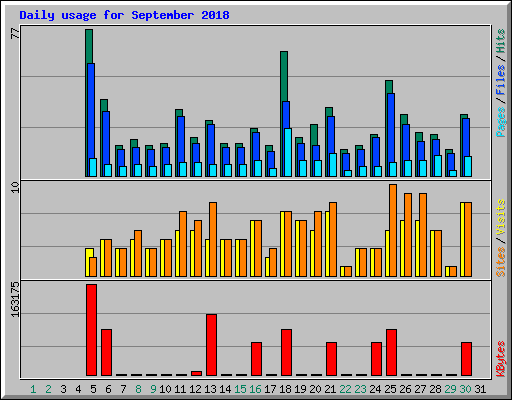 Daily usage for September 2018
77
Pages / Files / Hits
10
Sites / Visits
163175
KBytes
1 2 3 4 5 6 7 8 9 10 11 12 13 14 15 16 17 18 19 20 21 22 23 24 25 26 27 28 29 30 31